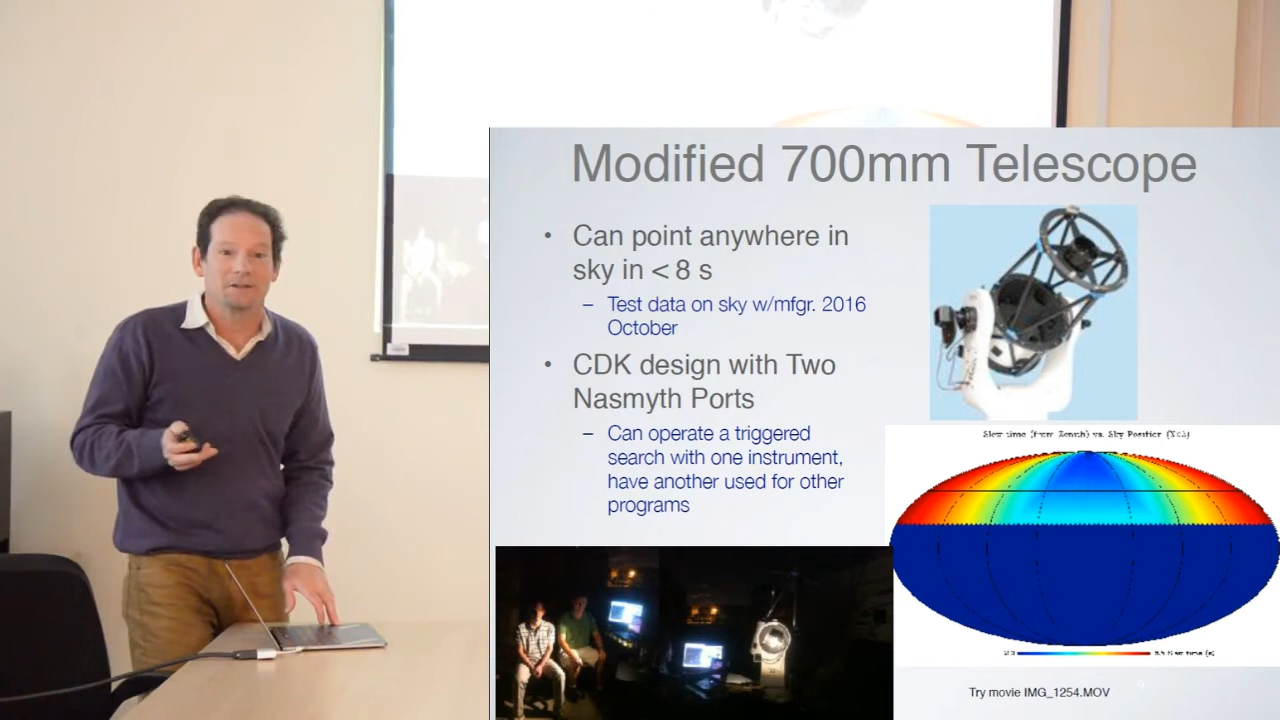 Modified 700mm Telescope
• Can point anywhere in
sky in < 8 s
– Test data on sky w/mfgr. 2016
October
• CDK design with Two
Nasmyth Ports
– Can operate a triggered
search with one instrument,
have another used for other
programs
Slew time (from Zenith) vs. Sky Position
Try movie IMG_1254.MOV